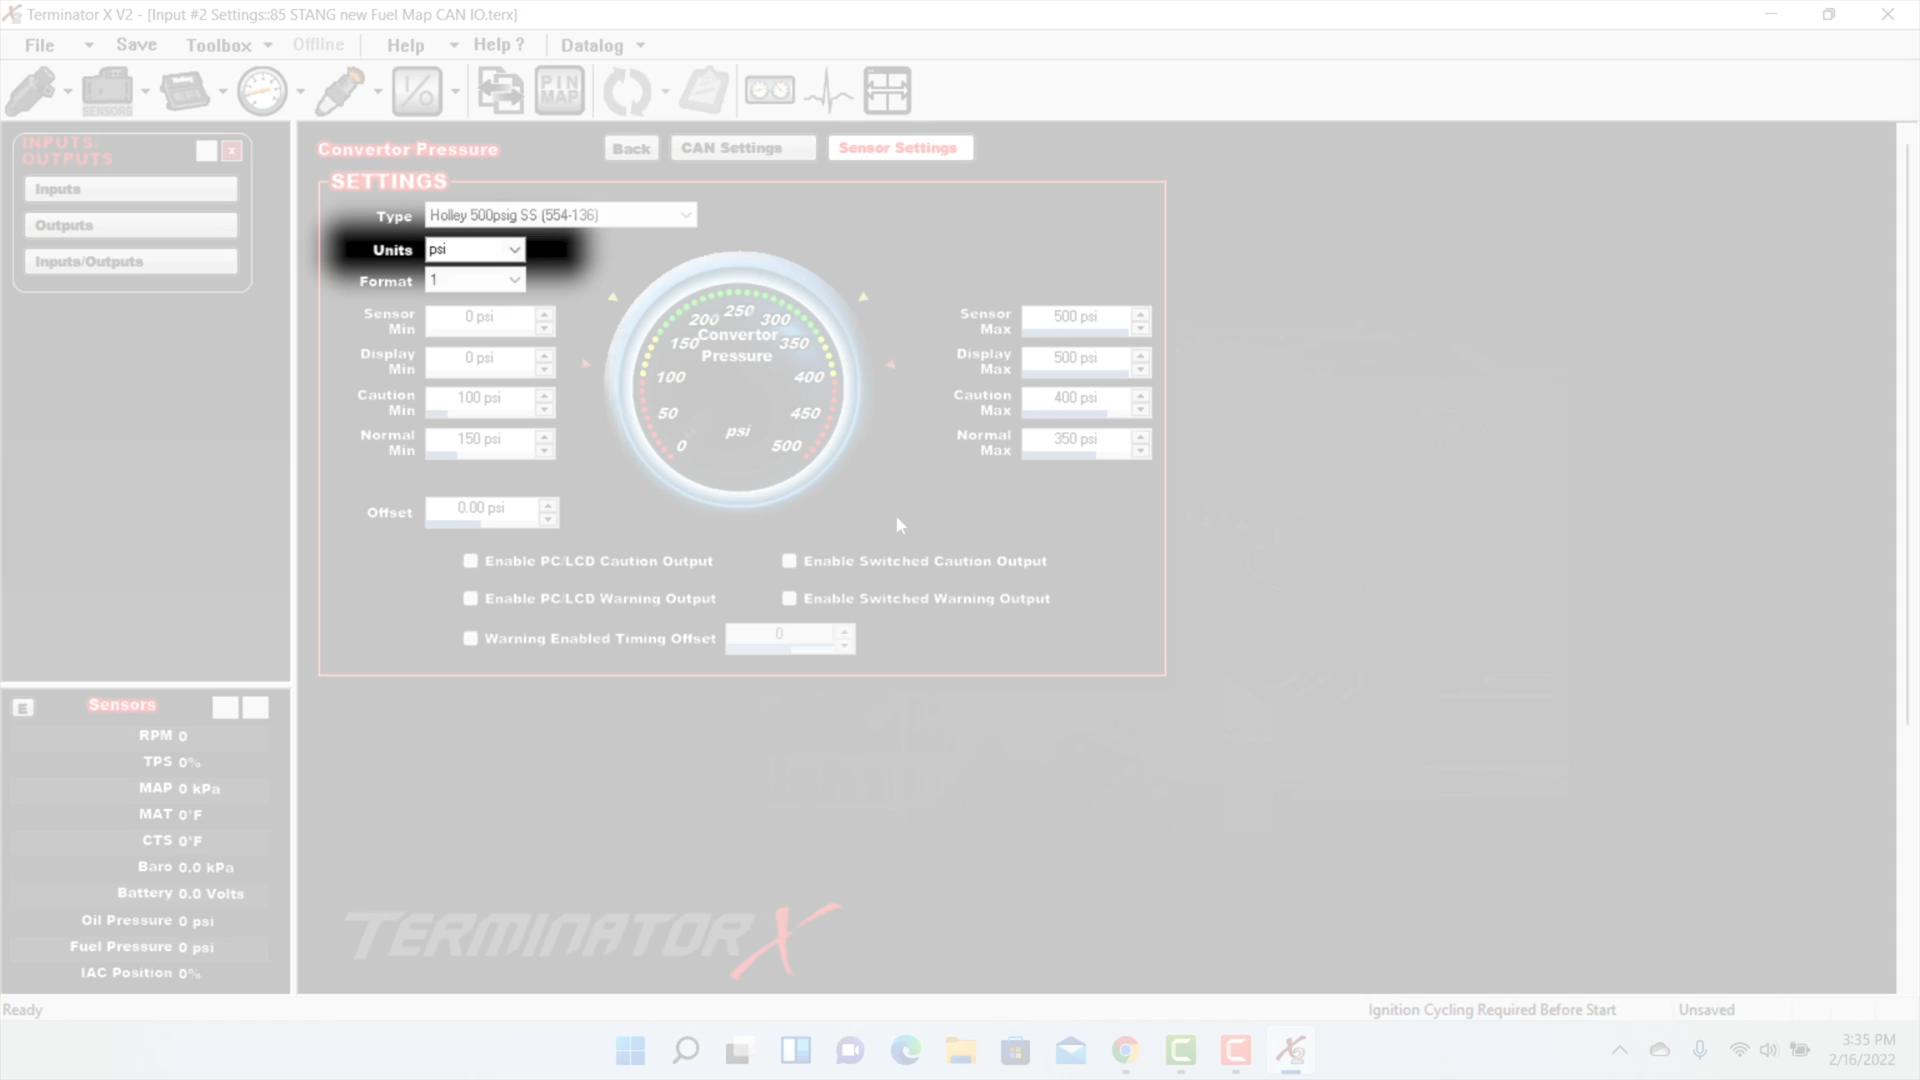 Terminator X V2 - [Input #2 Settings::85 STANG new Fuel Map CAN IO.terx]
File Save Toolbox Offline Help Help ? Datalog
SENSORS I/O PIN MAP
INPUTS/
OUTPUTS
Inputs
Outputs
Inputs/Outputs
Convertor Pressure Back CAN Settings Sensor Settings
SETTINGS
Type Holley 500psig SS (554-136)
Units psi
Format 1
Sensor Min 0 psi
Display Min 0 psi
Caution Min 100 psi
Normal Min 150 psi
0 50 100 150 200 250 300 350 400 450 500
Convertor
Pressure
psi
Sensor Max 500 psi
Display Max 500 psi
Caution Max 400 psi
Normal Max 350 psi
Offset 0.00 psi
Enable PC/LCD Caution Output Enable Switched Caution Output
Enable PC/LCD Warning Output Enable Switched Warning Output
Warning Enabled Timing Offset 0
E Sensors
RPM 0
TPS 0%
MAP 0 kPa
MAT 0°F
CTS 0°F
Baro 0.0 kPa
Battery 0.0 Volts
Oil Pressure 0 psi
Fuel Pressure 0 psi
IAC Position 0%
TERMINATOR X
Ready Ignition Cycling Required Before Start Unsaved
3:35 PM
2/16/2022